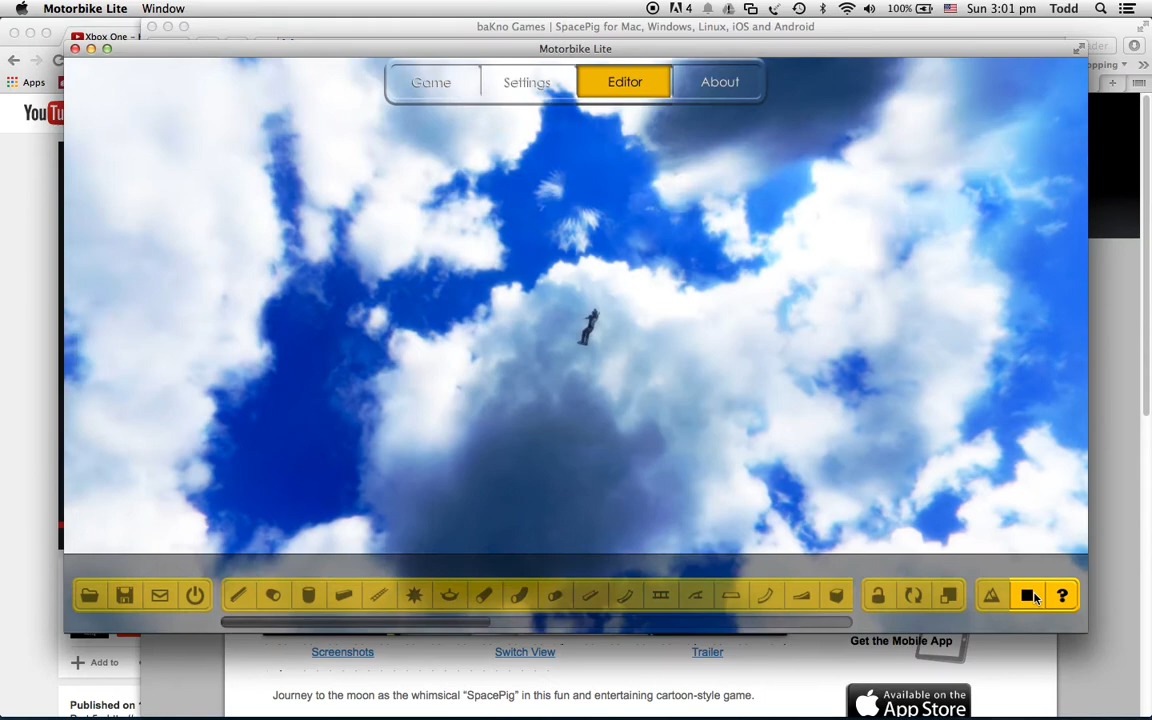 Motorbike Lite Window
4 100% Sun 3:01 pm Todd
Xbox One –
baKno Games | SpacePig for Mac, Windows, Linux, iOS and Android
Motorbike Lite
Apps
Game Settings Editor About
You
?
Get the Mobile App
Screenshots Switch View Trailer
Add to
Journey to the moon as the whimsical "SpacePig" in this fun and entertaining cartoon-style game.
Published on
Available on the
App Store